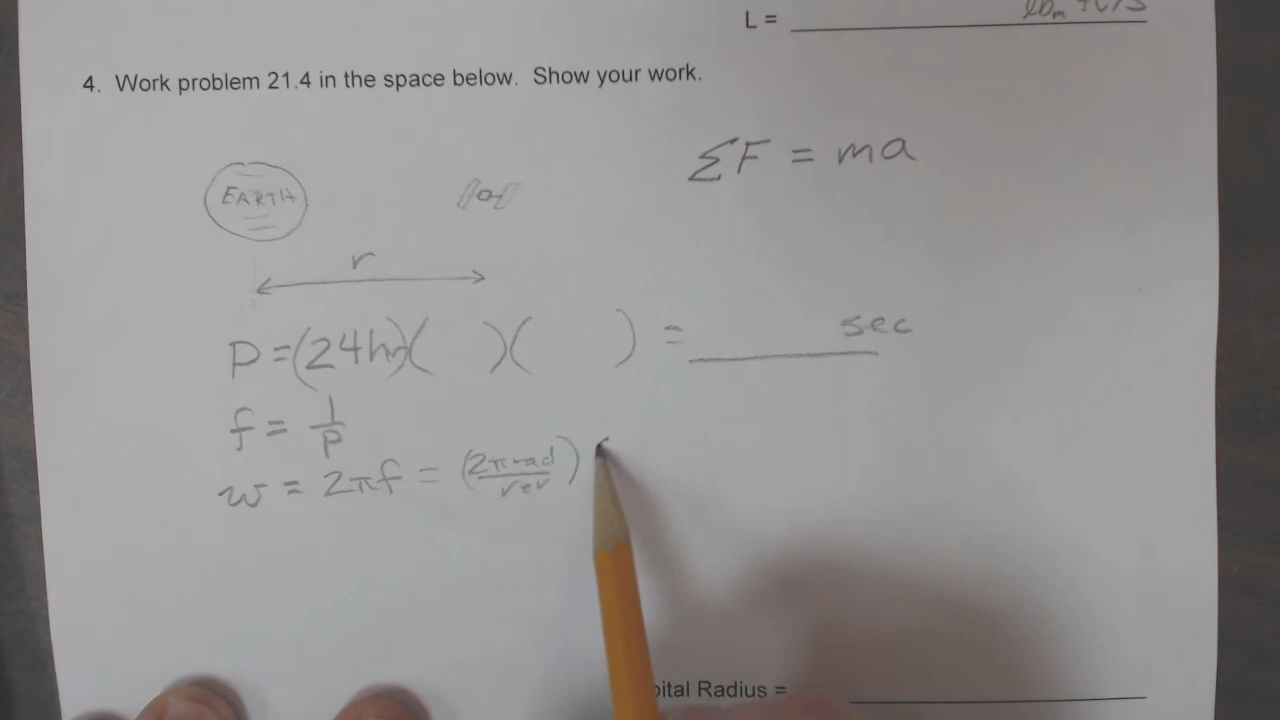 L =
4. Work problem 21.4 in the space below. Show your work.
ΣF = ma
EARTH
r
P = (24hr)( )( ) = ______ sec
f = 1/P
w = 2πf = (2π rad/rev)
Radius =